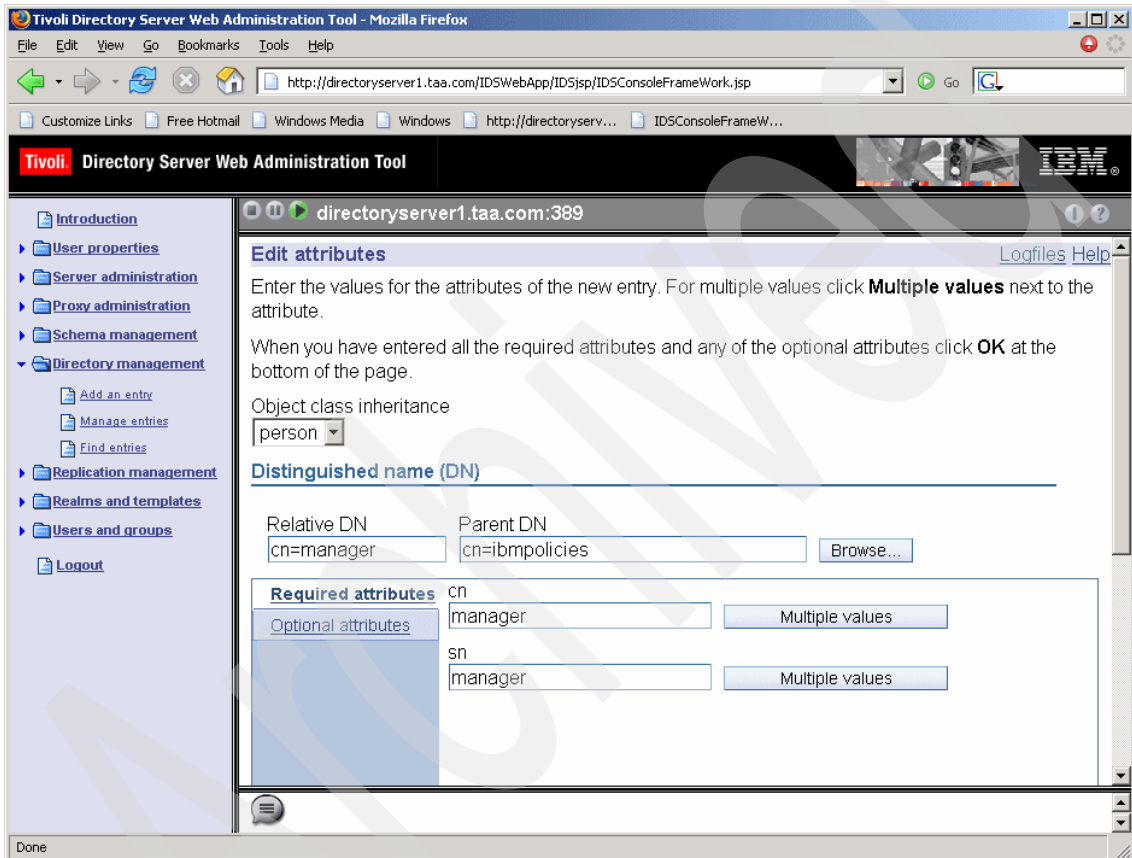 Tivoli Directory Server Web Administration Tool - Mozilla Firefox
File Edit View Go Bookmarks Tools Help
http://directoryserver1.taa.com/IDSWebApp/IDSjsp/IDSConsoleFrameWork.jsp Go G
Customize Links Free Hotmail Windows Media Windows http://directoryserv... IDSConsoleFrameW...
Tivoli. Directory Server Web Administration Tool IBM®
Introduction
User properties
Server administration
Proxy administration
Schema management
Directory management
Add an entry
Manage entries
Find entries
Replication management
Realms and templates
Users and groups
Logout
directoryserver1.taa.com:389
Edit attributes Logfiles Help
Enter the values for the attributes of the new entry. For multiple values click Multiple values next to the
attribute.
When you have entered all the required attributes and any of the optional attributes click OK at the
bottom of the page.
Object class inheritance
person
Distinguished name (DN)
Relative DN Parent DN
cn=manager cn=ibmpolicies Browse...
Required attributes cn
manager Multiple values
Optional attributes
sn
manager Multiple values
Done
Archived